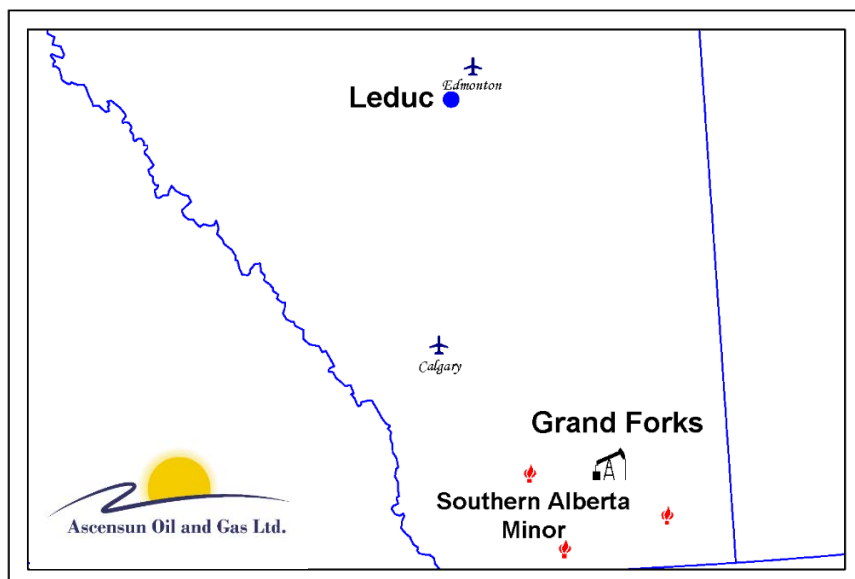 Edmonton
Leduc
Calgary
Grand Forks
Southern Alberta
Minor
Ascensun Oil and Gas Ltd.